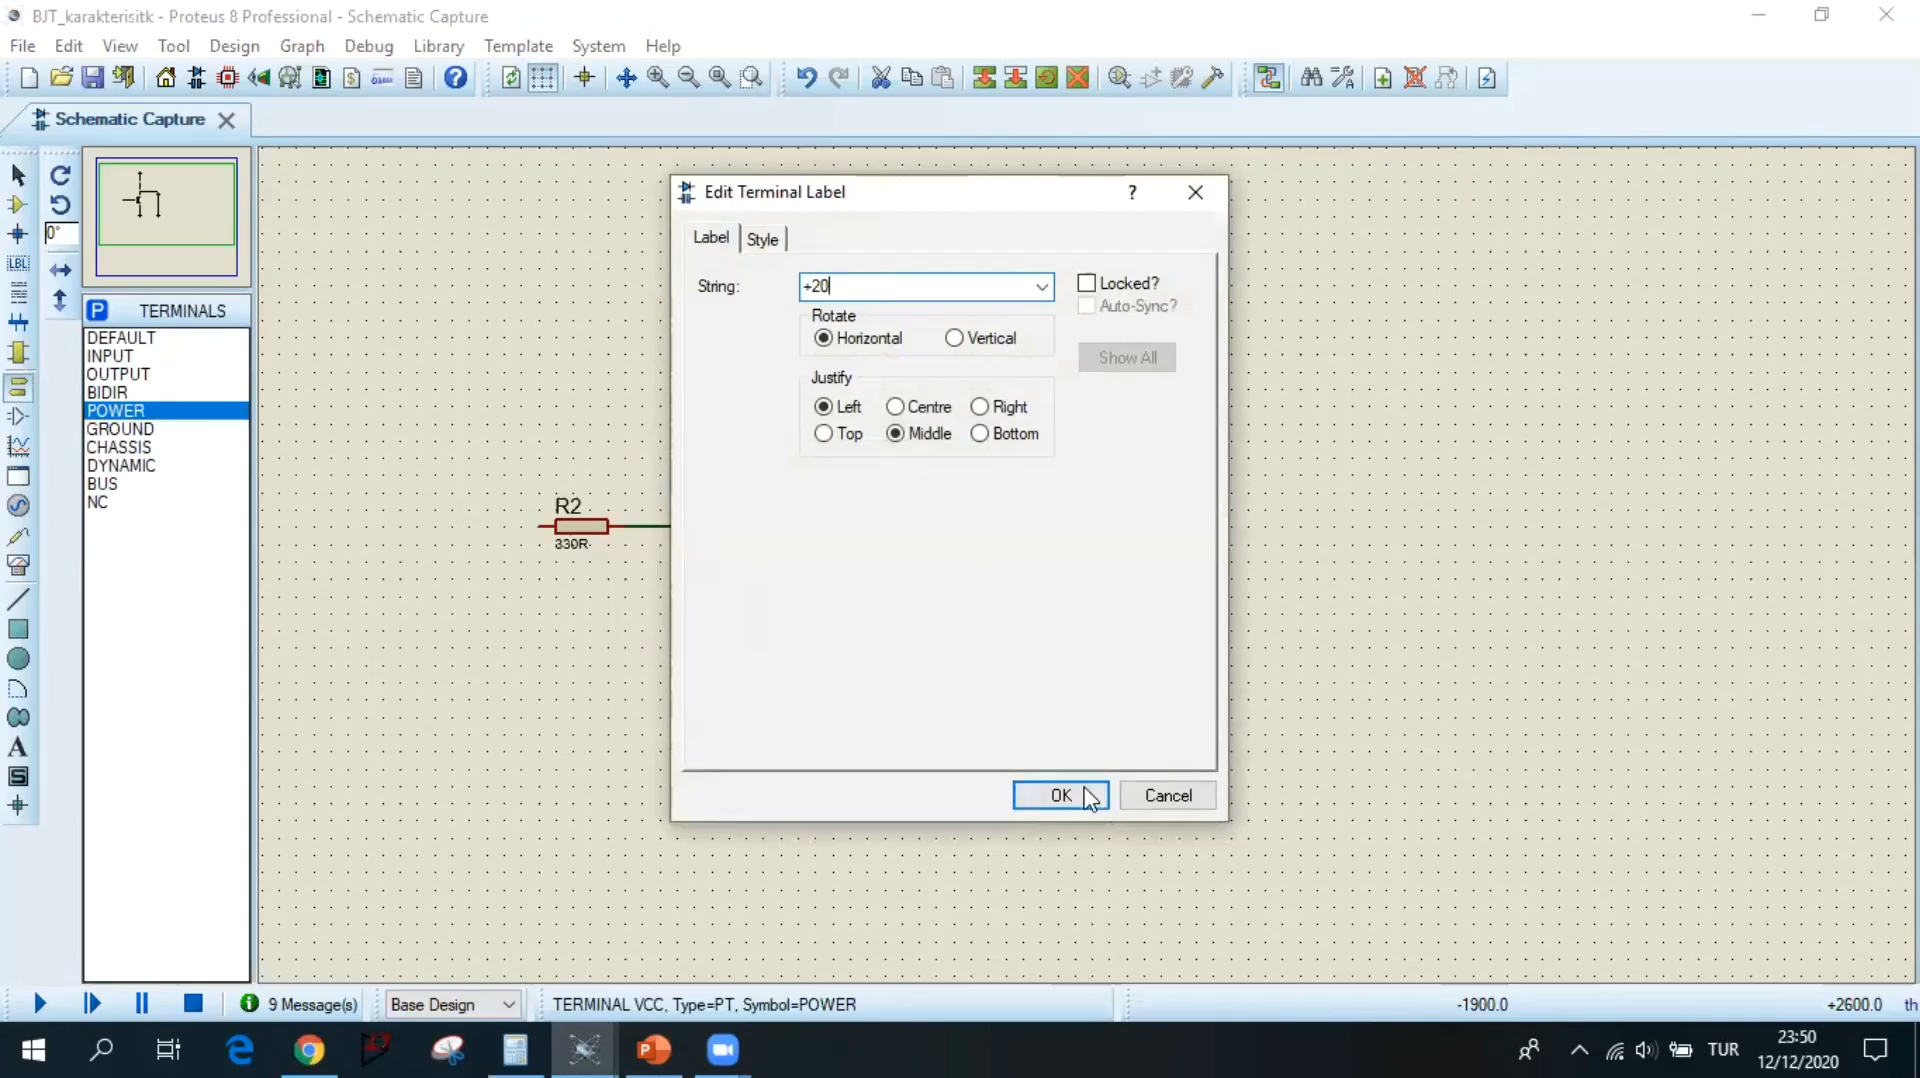 BJT_karakterisitk - Proteus 8 Professional - Schematic Capture
File Edit View Tool Design Graph Debug Library Template System Help
Schematic Capture
0°
LBL
P TERMINALS
DEFAULT
INPUT
OUTPUT
BIDIR
POWER
GROUND
CHASSIS
DYNAMIC
BUS
NC
A
S
R2
330R
Edit Terminal Label ?
Label Style
String: +20
Locked?
Auto-Sync?
Show All
Rotate
Horizontal Vertical
Justify
Left Centre Right
Top Middle Bottom
OK Cancel
9 Message(s) Base Design TERMINAL VCC, Type=PT, Symbol=POWER -1900.0 +2600.0 th
TUR
23:50
12/12/2020